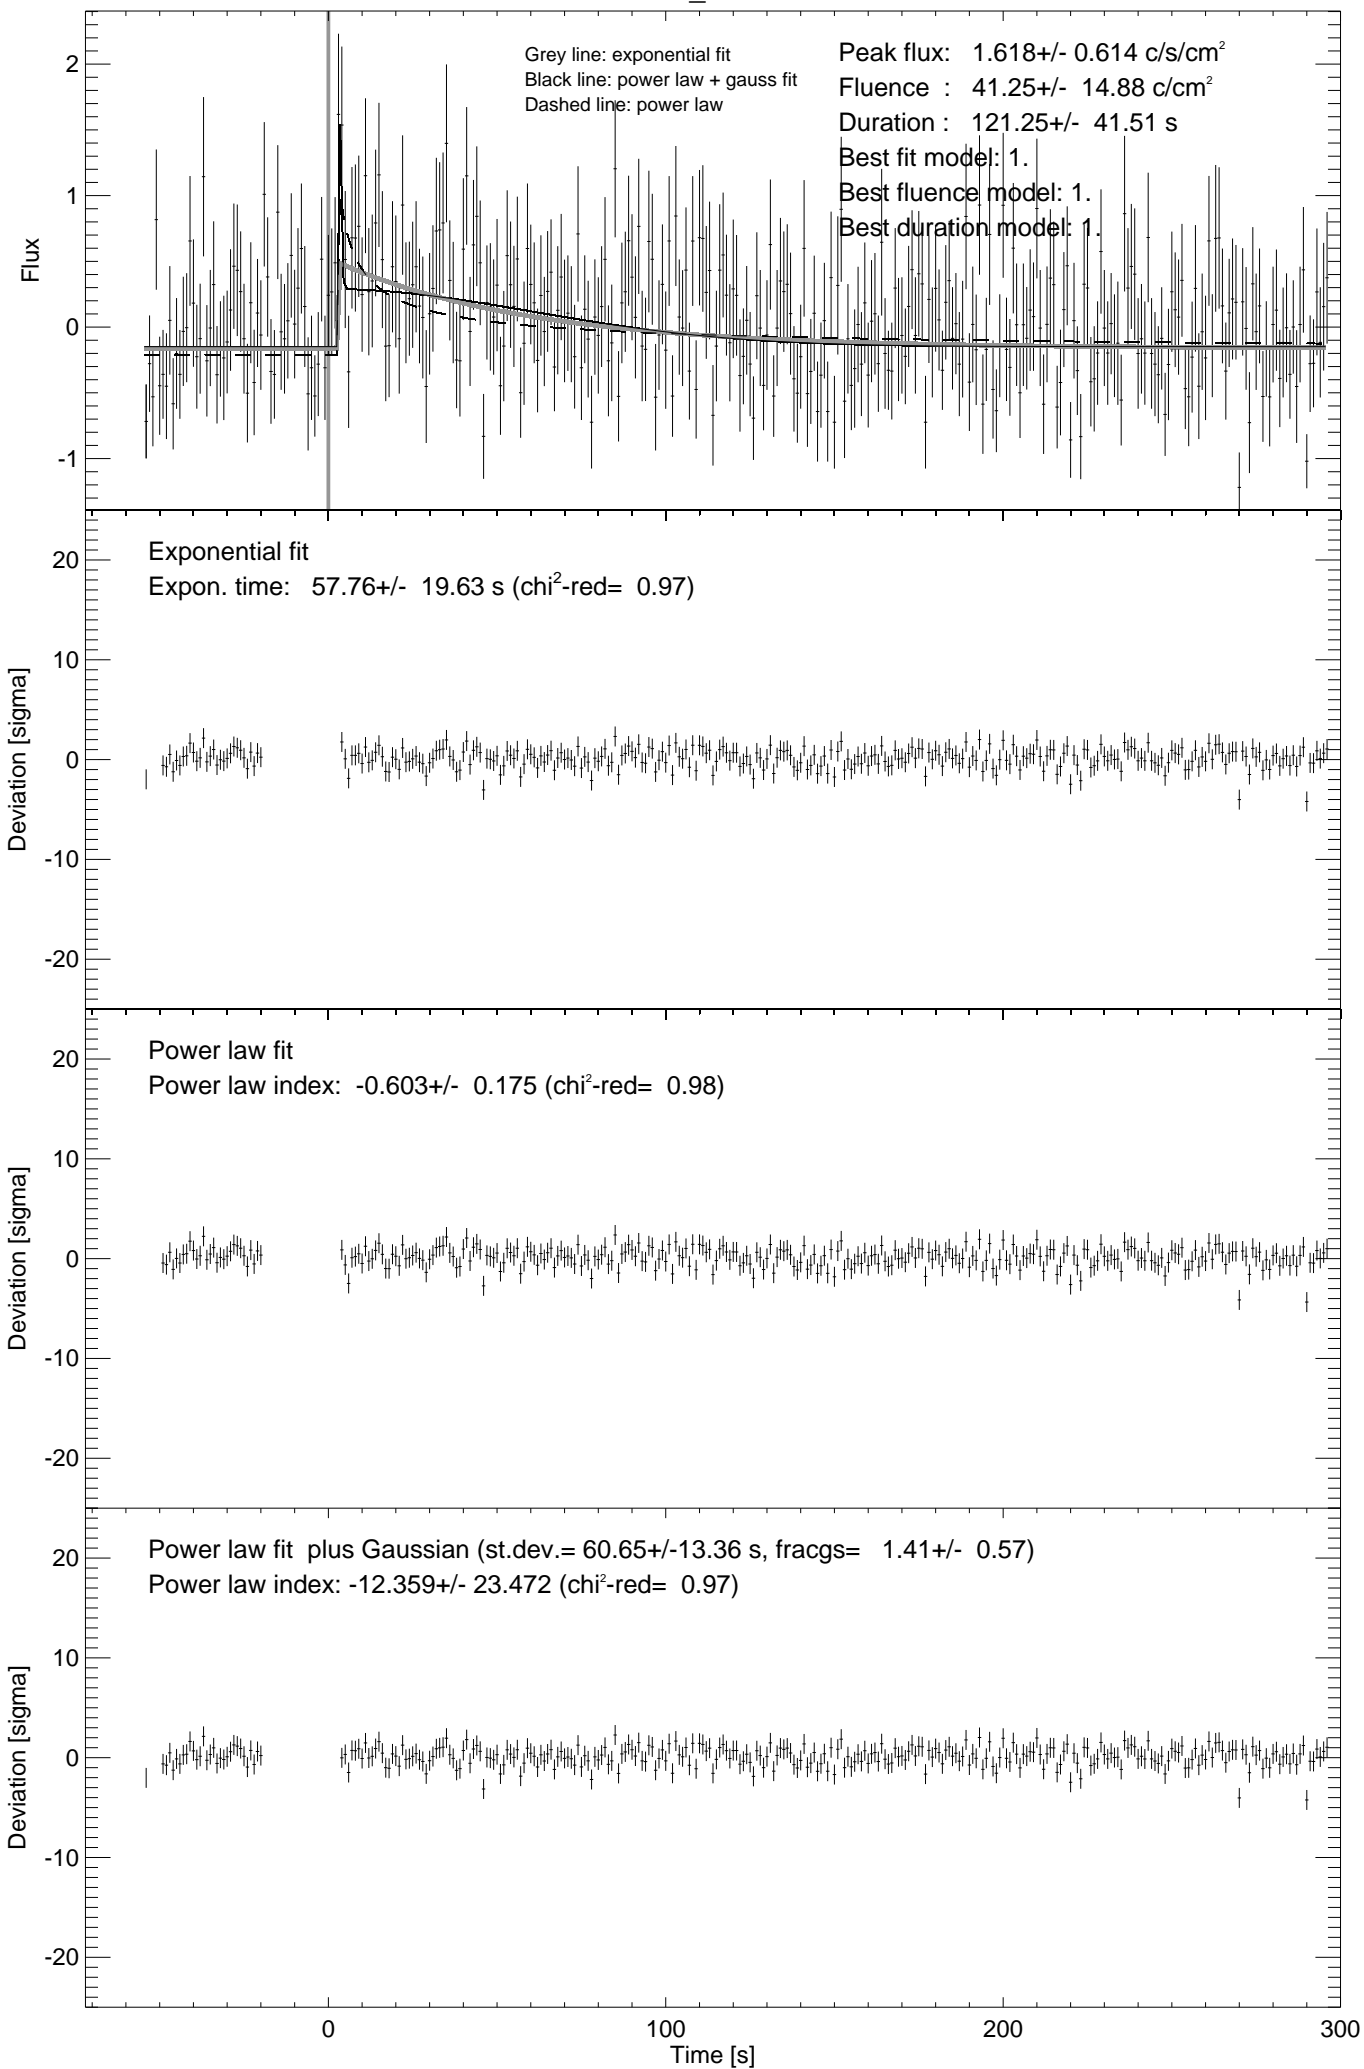 Grey line: exponential fit
Black line: power law + gauss fit
Dashed line: power law
Peak flux: 1.618+/- 0.614 c/s/cm²
Fluence : 41.25+/- 14.88 c/cm²
Duration : 121.25+/- 41.51 s
Best fit model: 1.
Best fluence model: 1.
Best duration model: 1.
Flux
2
1
0
-1
Exponential fit
Expon. time: 57.76+/- 19.63 s (chi²-red= 0.97)
Deviation [sigma]
20
10
0
-10
-20
Power law fit
Power law index: -0.603+/- 0.175 (chi²-red= 0.98)
Deviation [sigma]
20
10
0
-10
-20
Power law fit plus Gaussian (st.dev.= 60.65+/-13.36 s, fracgs= 1.41+/- 0.57)
Power law index: -12.359+/- 23.472 (chi²-red= 0.97)
Deviation [sigma]
20
10
0
-10
-20
0 100 200 300
Time [s]